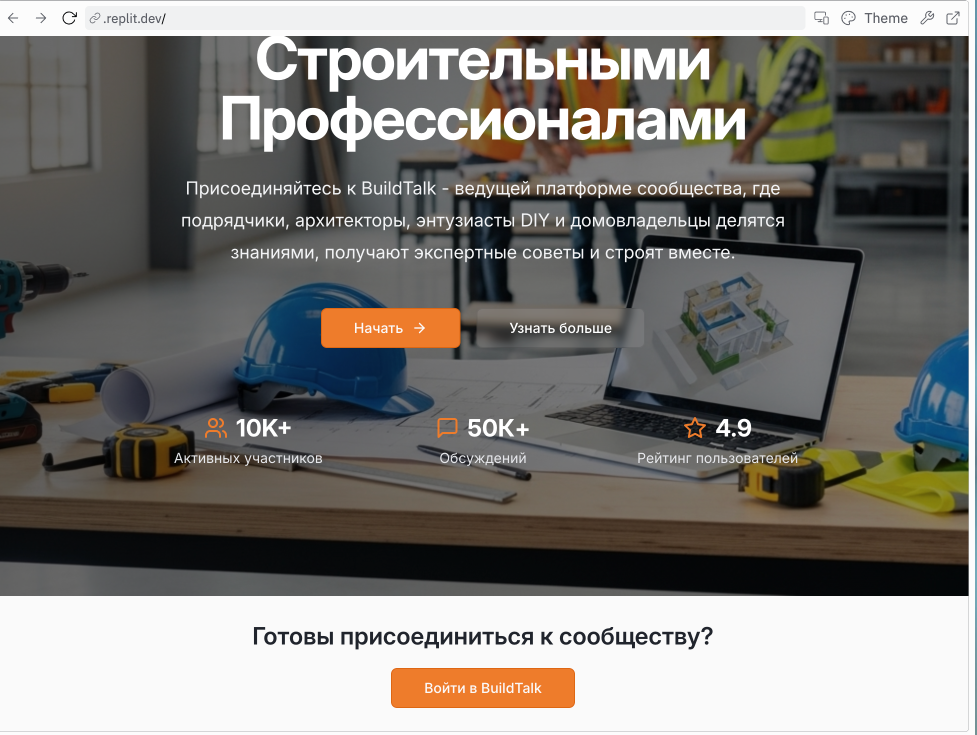 .replit.dev/
Theme
Строительными
Профессионалами
Присоединяйтесь к BuildTalk - ведущей платформе сообщества, где
подрядчики, архитекторы, энтузиасты DIY и домовладельцы делятся
знаниями, получают экспертные советы и строят вместе.
Начать →
Узнать больше
10K+
50K+
4.9
Активных участников
Обсуждений
Рейтинг пользователей
Готовы присоединиться к сообществу?
Войти в BuildTalk